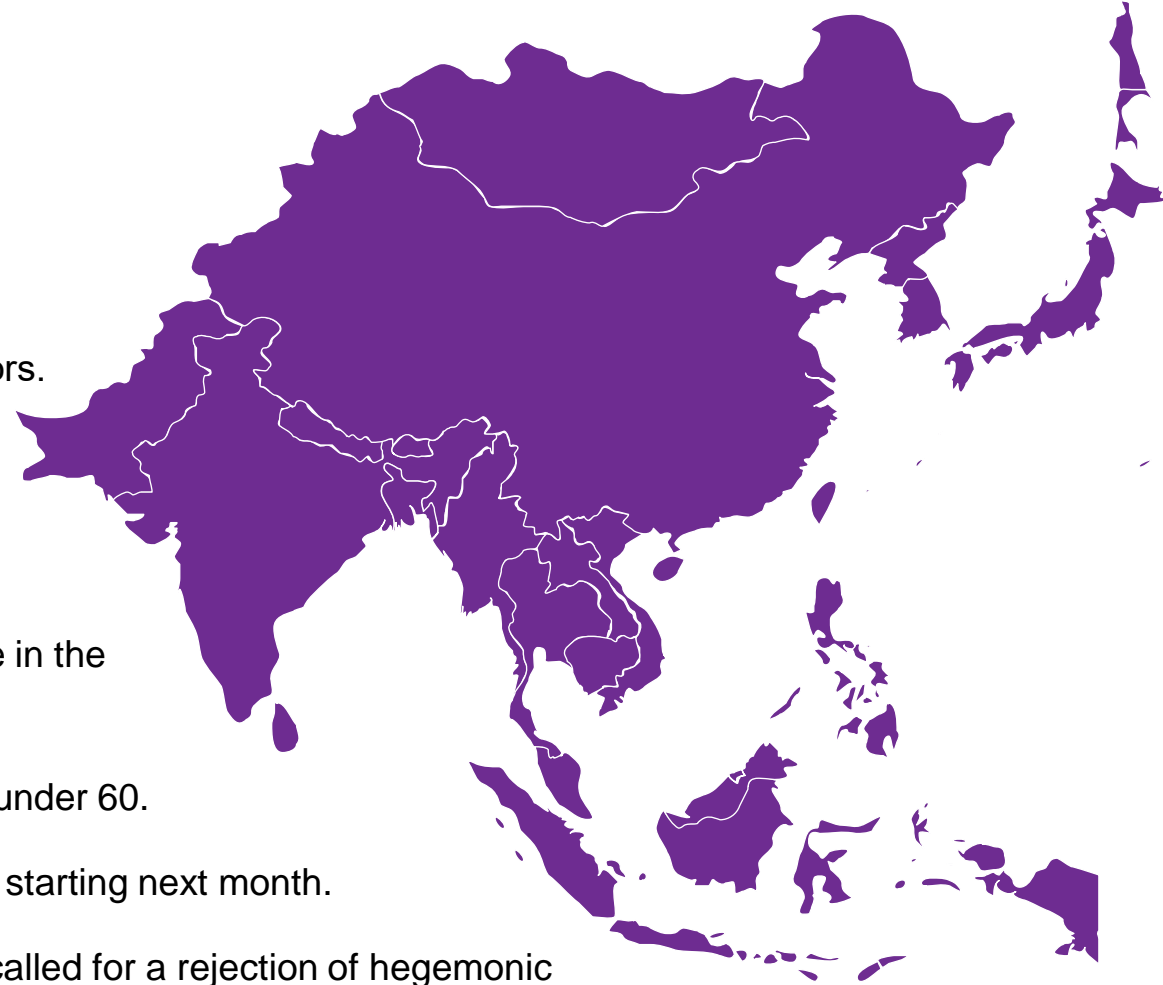 ors.
e in the
under 60.
starting next month.
called for a rejection of hegemonic